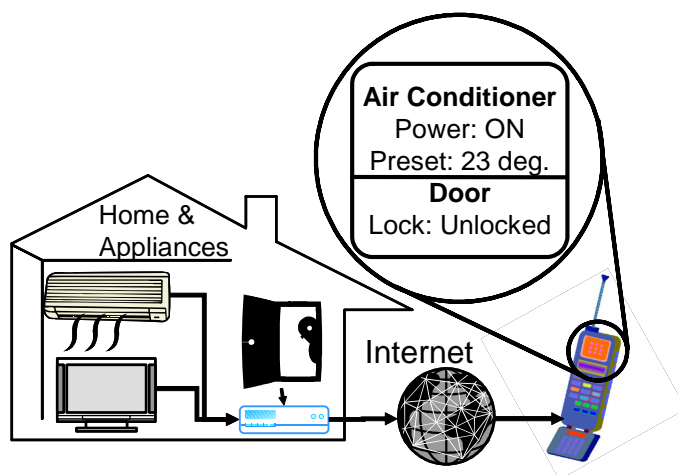 Air Conditioner
Power: ON
Preset: 23 deg.
Door
Lock: Unlocked
Home &
Appliances
Internet